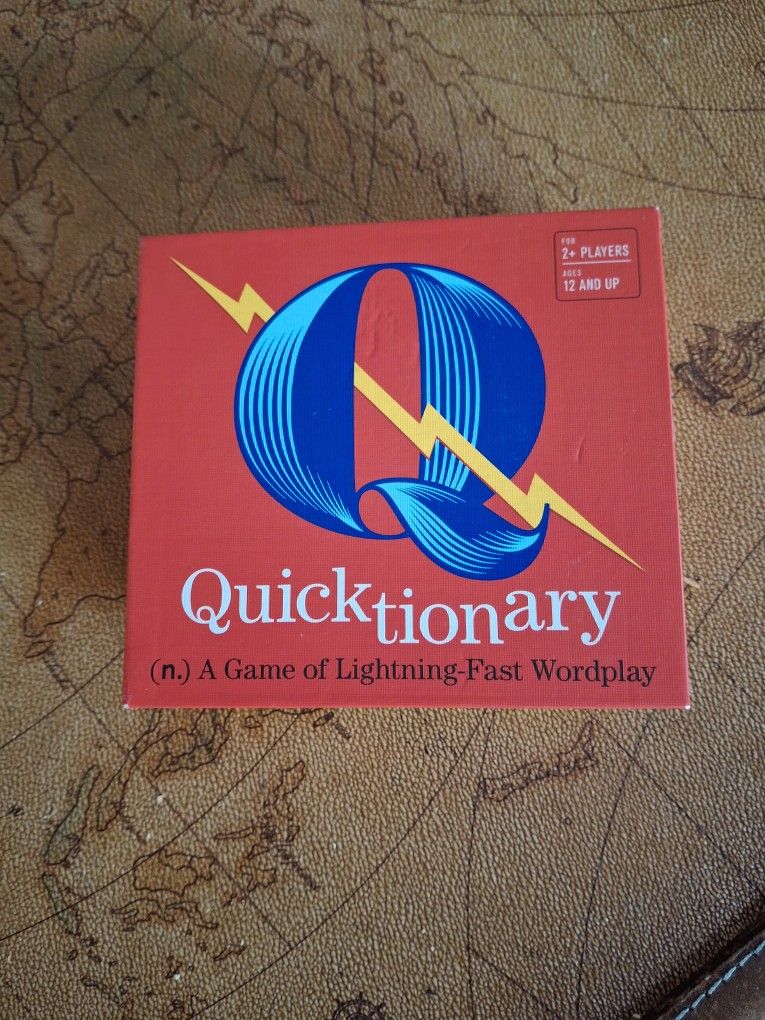 FOR
2+ PLAYERS
AGES
12 AND UP
Q
Quicktionary
(n.) A Game of Lightning-Fast Wordplay